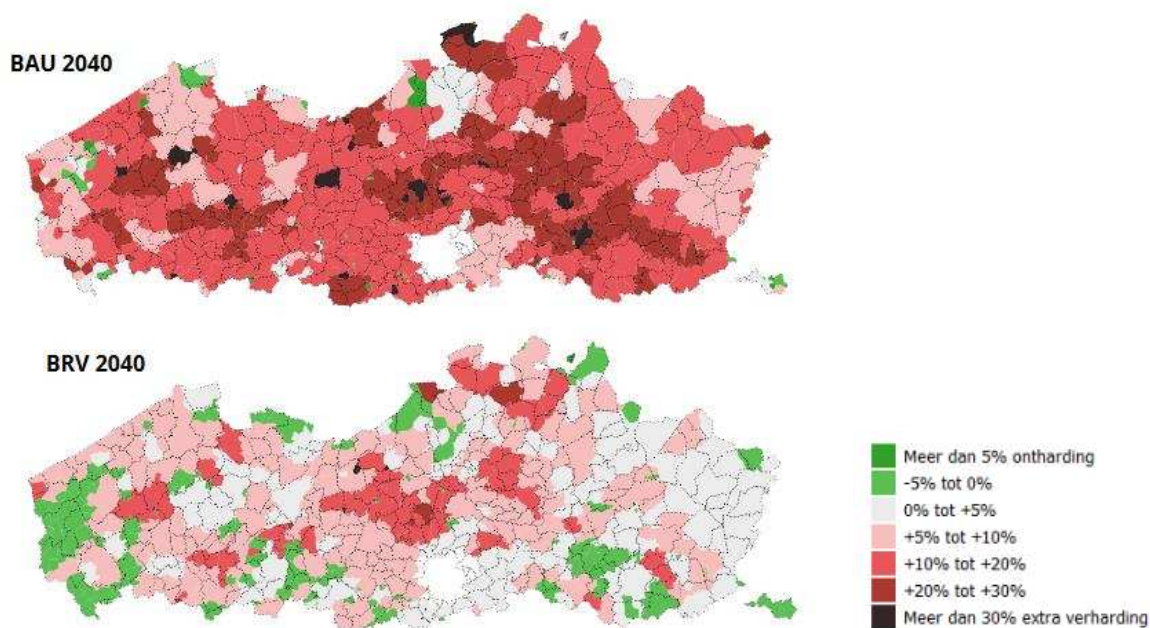 BAU 2040
BRV 2040
Meer dan 5% ontharding
-5% tot 0%
0% tot +5%
+5% tot +10%
+10% tot +20%
+20% tot +30%
Meer dan 30% extra verharding